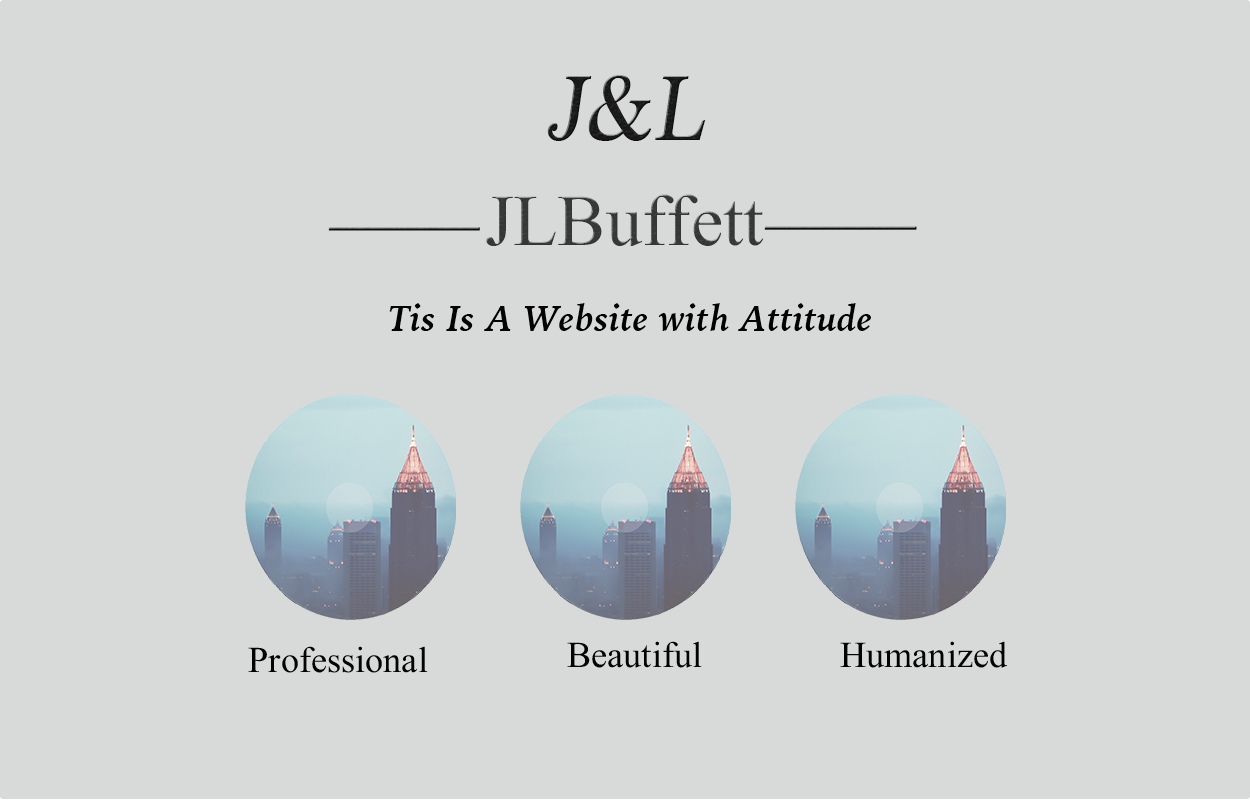 J&L
JLBuffett
Tis Is A Website with Attitude
Professional
Beautiful
Humanized